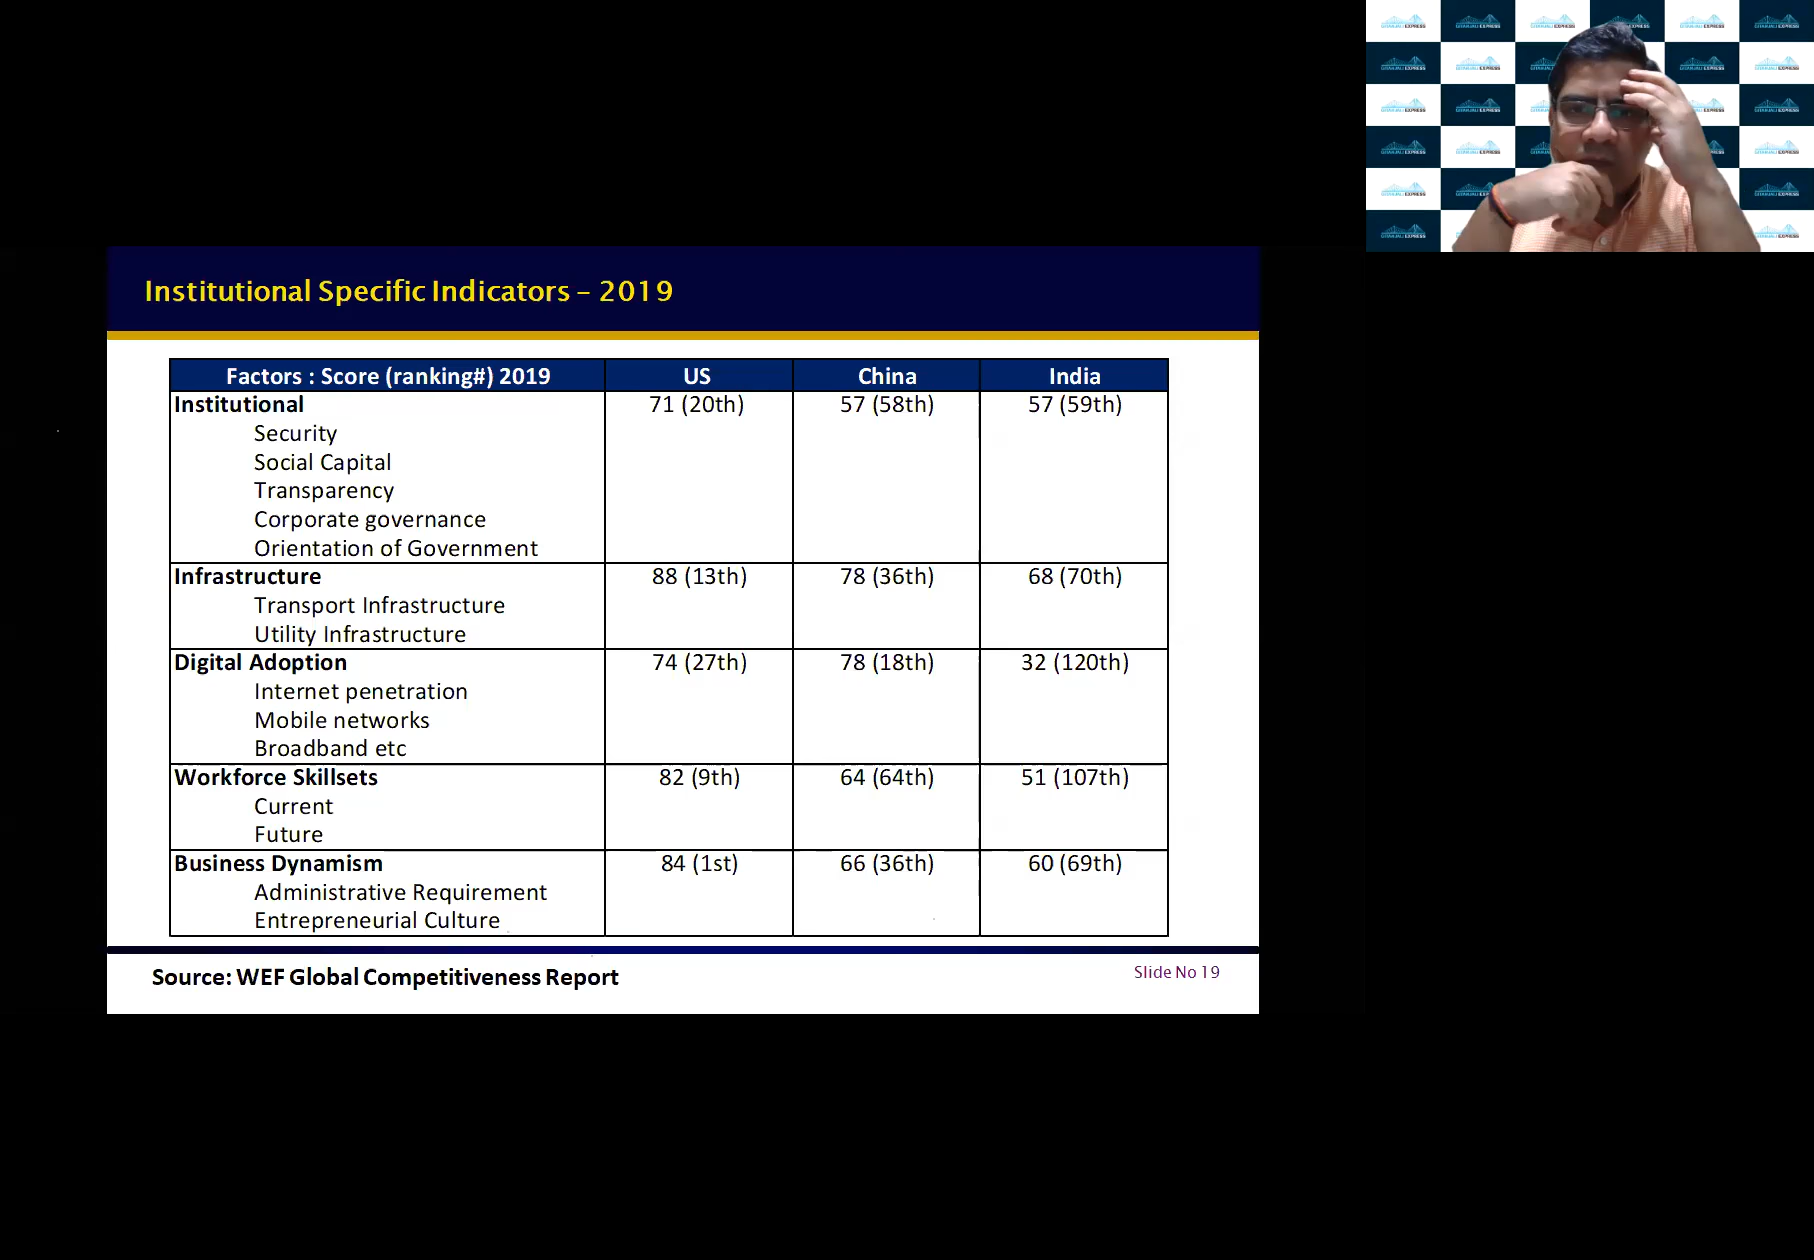 Institutional Specific Indicators – 2019
Factors : Score (ranking#) 2019 US China India
Institutional 71 (20th) 57 (58th) 57 (59th)
Security
Social Capital
Transparency
Corporate governance
Orientation of Government
Infrastructure 88 (13th) 78 (36th) 68 (70th)
Transport Infrastructure
Utility Infrastructure
Digital Adoption 74 (27th) 78 (18th) 32 (120th)
Internet penetration
Mobile networks
Broadband etc
Workforce Skillsets 82 (9th) 64 (64th) 51 (107th)
Current
Future
Business Dynamism 84 (1st) 66 (36th) 60 (69th)
Administrative Requirement
Entrepreneurial Culture
Source: WEF Global Competitiveness Report
Slide No 19